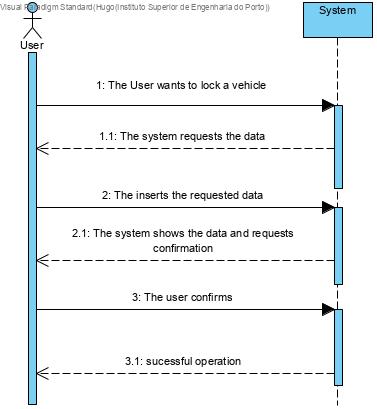 Visual Paradigm Standard(Hugo(Instituto Superior de Engenharia do Porto))
User
System
1: The User wants to lock a vehicle
1.1: The system requests the data
2: The inserts the requested data
2.1: The system shows the data and requests
confirmation
3: The user confirms
3.1: sucessful operation